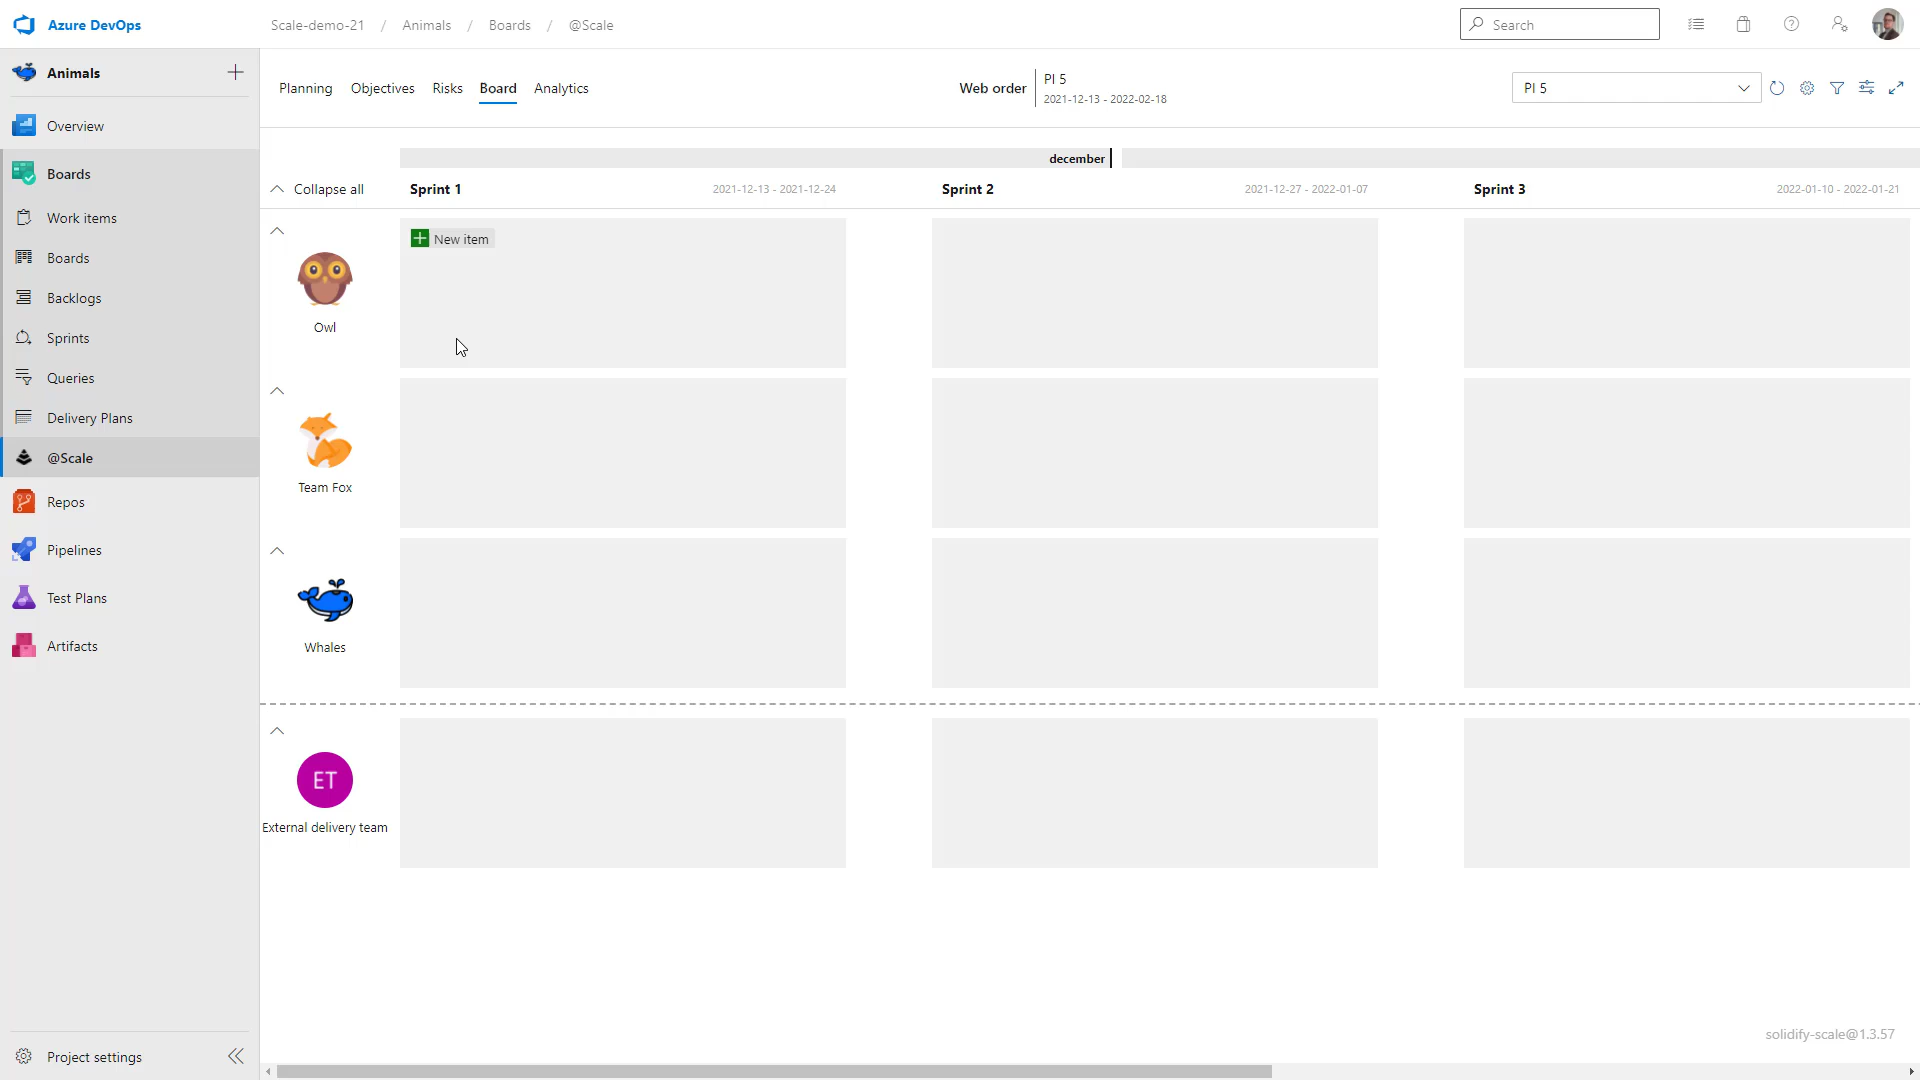 Azure DevOps
Scale-demo-21 / Animals / Boards / @Scale
Search
Animals
Overview
Boards
Work items
Boards
Backlogs
Sprints
Queries
Delivery Plans
@Scale
Repos
Pipelines
Test Plans
Artifacts
Project settings
Planning Objectives Risks Board Analytics
Web order
PI 5
2021-12-13 - 2022-02-18
PI 5
december
Collapse all
Sprint 1 2021-12-13 - 2021-12-24
Sprint 2 2021-12-27 - 2022-01-07
Sprint 3 2022-01-10 - 2022-01-21
New item
Owl
Team Fox
Whales
ET
External delivery team
solidify-scale@1.3.57